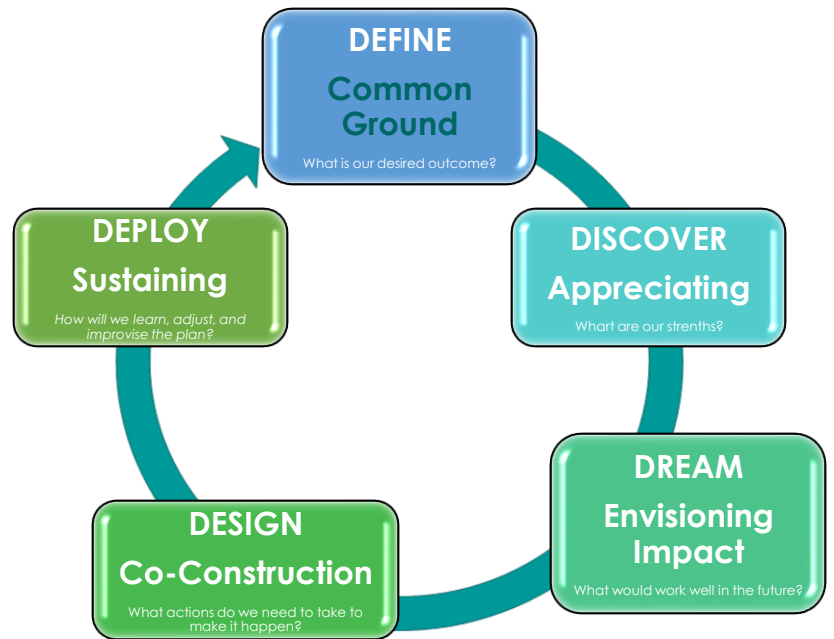 DEFINE
Common
Ground
What is our desired outcome?
DISCOVER
Appreciating
Whart are our strenths?
DREAM
Envisioning
Impact
What would work well in the future?
DESIGN
Co-Construction
What actions do we need to take to
make it happen?
DEPLOY
Sustaining
How will we learn, adjust, and
improvise the plan?